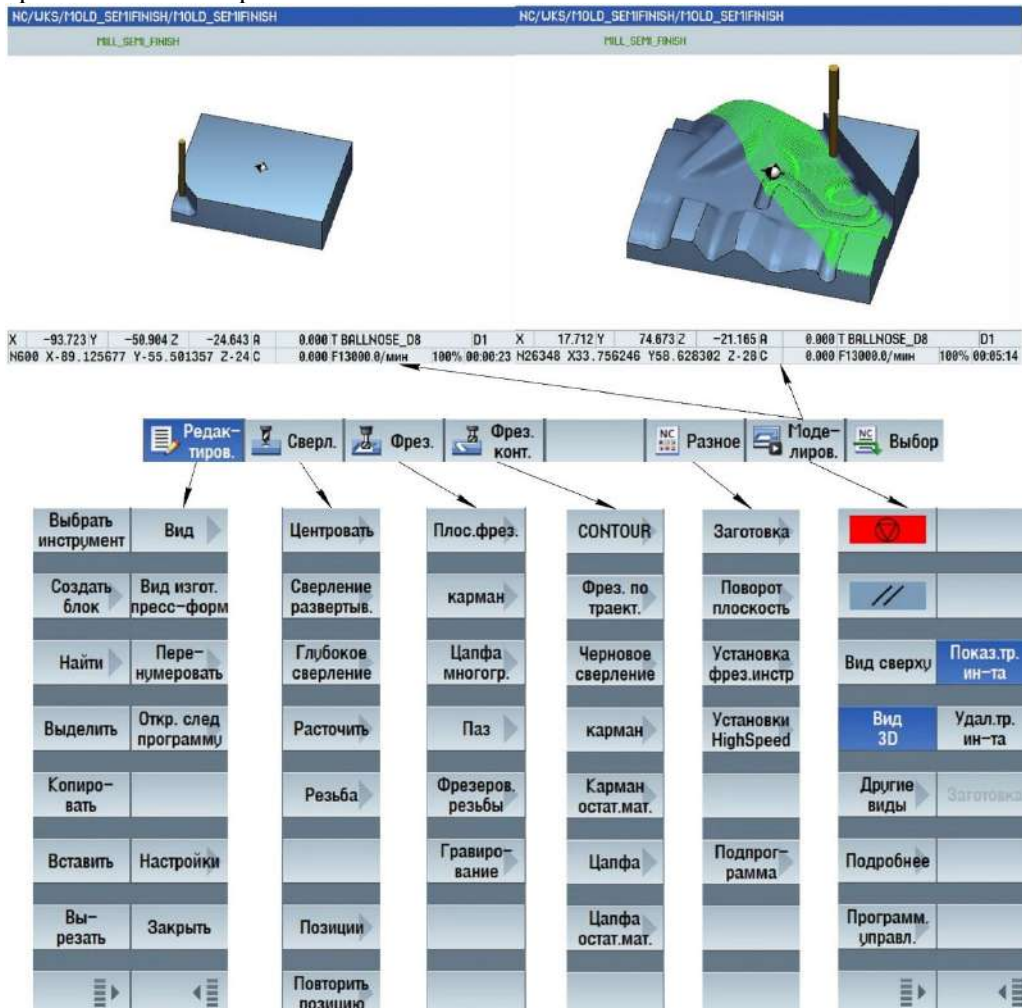 NC/WKS/MOLD_SEMIFINISH/MOLD_SEMIFINISH
MILL_SEMI_FINISH
X -93.723 Y -50.904 Z -24.643 A 0.000 T BALLNOSE_D8 D1
N600 X-89.125677 Y-55.501357 Z-24 C 0.000 F13000.0/мин 100% 00:00:23
NC/WKS/MOLD_SEMIFINISH/MOLD_SEMIFINISH
MILL_SEMI_FINISH
X 17.712 Y 74.673 Z -21.165 A 0.000 T BALLNOSE_D8 D1
N26348 X33.756246 Y58.628302 Z-28 C 0.000 F13000.0/мин 100% 00:05:14
Редак-
тиров.
Сверл.
Фрез.
Фрез.
конт.
NC
Разное
Моде-
лиров.
NC
Выбор
Выбрать
инструмент
Создать
блок
Найти
Выделить
Копиро-
вать
Вставить
Вы-
резать
Вид
Вид изгот.
пресс-форм
Пере-
нумеровать
Откр. след
программу
Настройки
Закрыть
Центровать
Сверление
развертыв.
Глубокое
сверление
Расточить
Резьба
Позиции
Повторить
позицию
Плос.фрез.
карман
Цапфа
многогр.
Паз
Фрезеров.
резьбы
Гравиро-
вание
CONTOUR
Фрез. по
траект.
Черновое
сверление
карман
Карман
остат.мат.
Цапфа
Цапфа
остат.мат.
Заготовка
Поворот
плоскость
Установка
фрез.инстр
Установки
HighSpeed
Подпрог-
рамма
Вид сверху
Вид
3D
Другие
виды
Подробнее
Программ.
управл.
Показ.тр.
ин-та
Удал.тр.
ин-та
Заготовка